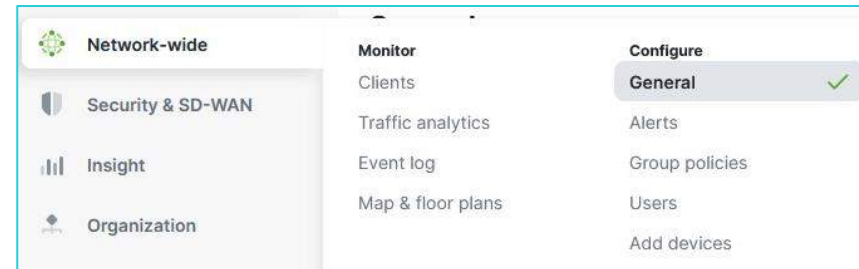 Network-wide
Security & SD-WAN
Insight
Organization
Monitor
Clients
Traffic analytics
Event log
Map & floor plans
Configure
General
Alerts
Group policies
Users
Add devices